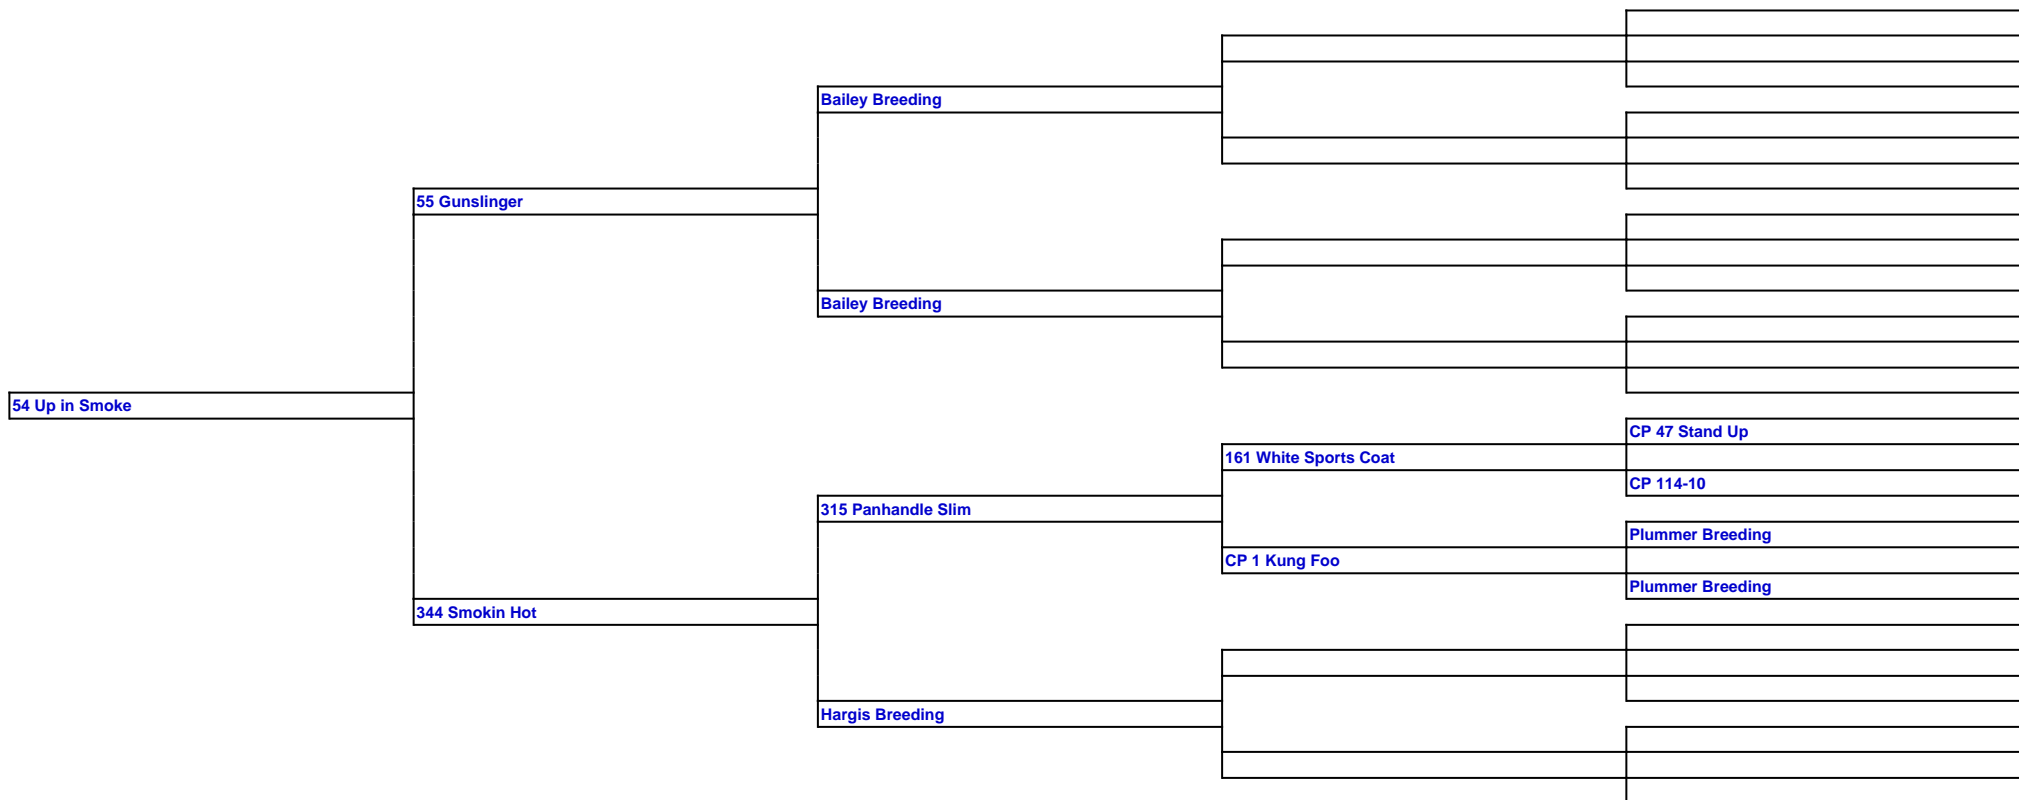 Bailey Breeding
55 Gunslinger
Bailey Breeding
54 Up in Smoke
CP 47 Stand Up
161 White Sports Coat
CP 114-10
315 Panhandle Slim
Plummer Breeding
CP 1 Kung Foo
Plummer Breeding
344 Smokin Hot
Hargis Breeding